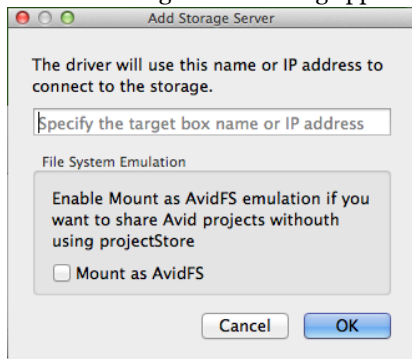 Add Storage Server
The driver will use this name or IP address to
connect to the storage.
Specify the target box name or IP address
File System Emulation
Enable Mount as AvidFS emulation if you
want to share Avid projects withouth
using projectStore
Mount as AvidFS
Cancel OK